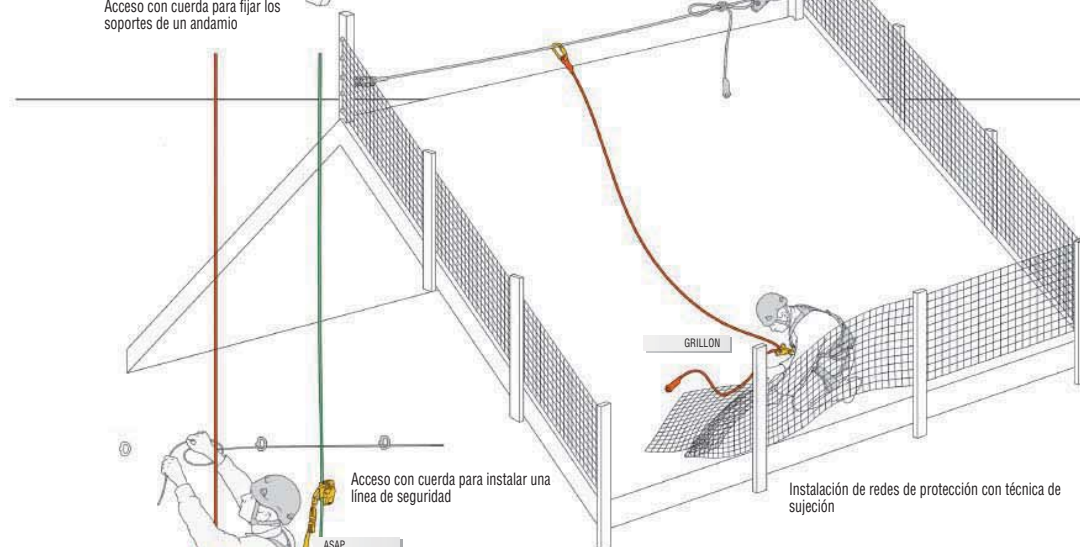 Acceso con cuerda para fijar los
soportes de un andamio
GRILLON
Acceso con cuerda para instalar una
línea de seguridad
Instalación de redes de protección con técnica de
sujeción
ASAP